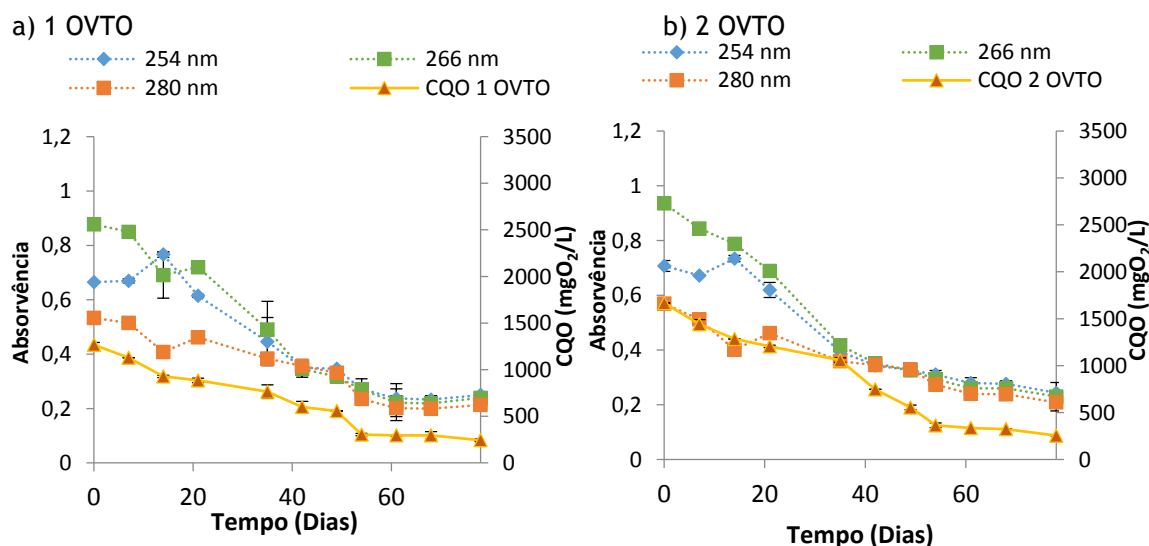 a) 1 OVTO
254 nm
266 nm
280 nm
CQO 1 OVTO
1,2
1
0,8
0,6
0,4
0,2
0
Absorvência
3500
3000
2500
2000
1500
1000
500
0
CQO (mgO₂/L)
0 20 40 60
Tempo (Dias)
b) 2 OVTO
254 nm
266 nm
280 nm
CQO 2 OVTO
1,2
1
0,8
0,6
0,4
0,2
0
Absorvência
3500
3000
2500
2000
1500
1000
500
0
CQO (mgO₂/L)
0 20 40 60
Tempo (Dias)